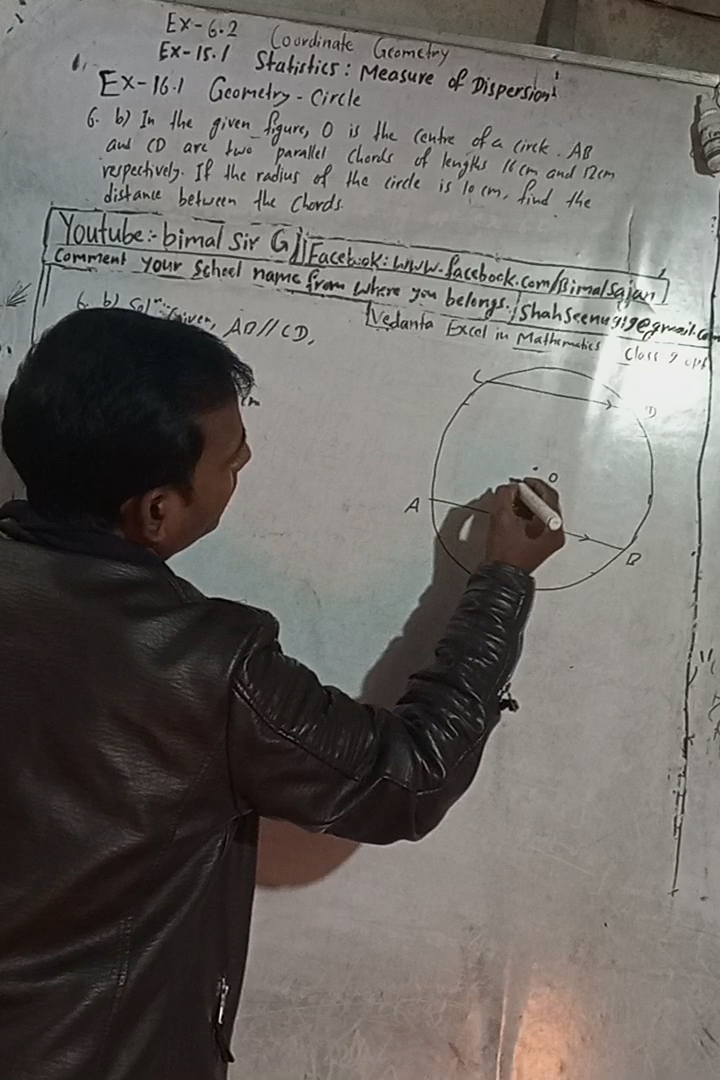 Ex-6.2 Coordinate Geometry
Ex-15.1 Statistics: Measure of Dispersion
Ex-16.1 Geometry-Circle
6. b) In the given figure, O is the centre of a circle. AB
and CD are two parallel chords of lengths 16 cm and 12cm
respectively. If the radius of the circle is 10 cm, find the
distance between the chords.
Youtube:- bimal sir G
Facebook: www.facebook.com/Bimalsajan
Comment your School name from where you belongs.
Vedanta Excel in Mathematics Class 9
6. b) Solⁿ:- Given, AB//CD,
cm
C
D
O
A
B